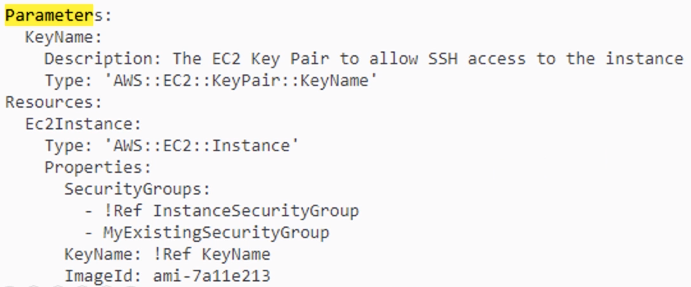 Parameters:
  KeyName:
    Description: The EC2 Key Pair to allow SSH access to the instance
    Type: 'AWS::EC2::KeyPair::KeyName'
Resources:
  Ec2Instance:
    Type: 'AWS::EC2::Instance'
    Properties:
      SecurityGroups:
        - !Ref InstanceSecurityGroup
        - MyExistingSecurityGroup
      KeyName: !Ref KeyName
      ImageId: ami-7a11e213